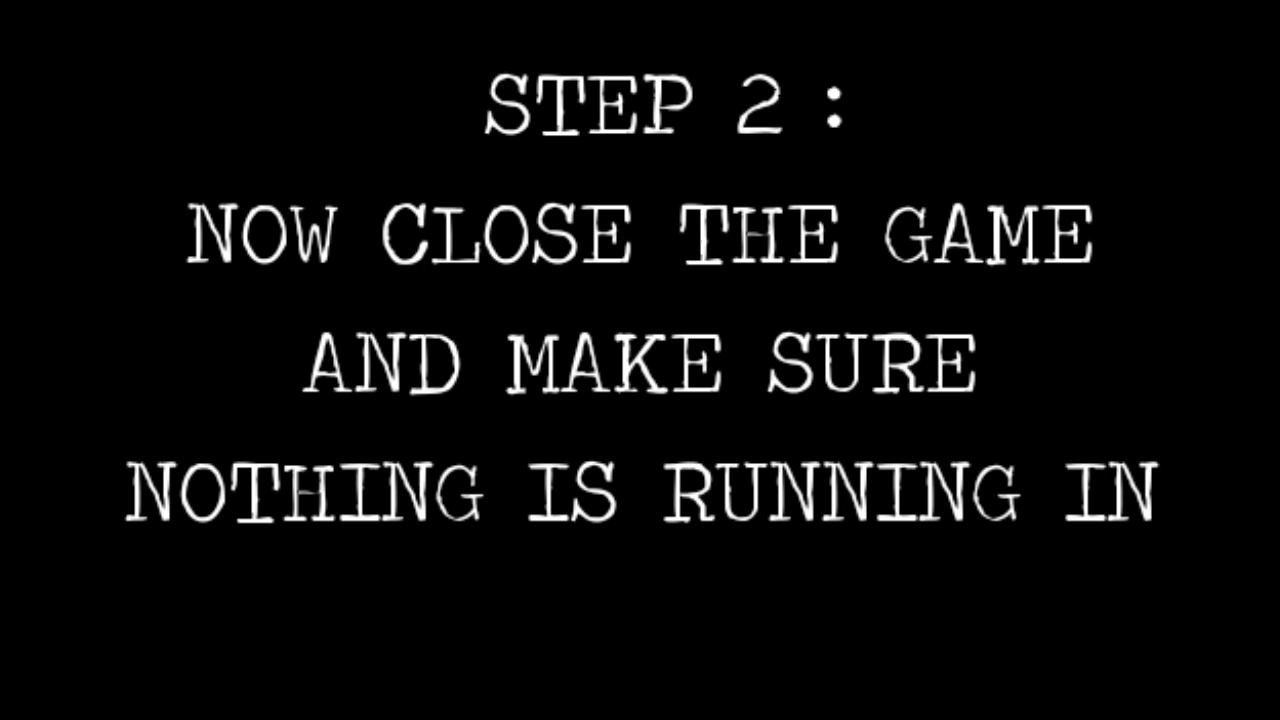 STEP 2 :
NOW CLOSE THE GAME
AND MAKE SURE
NOTHING IS RUNNING IN